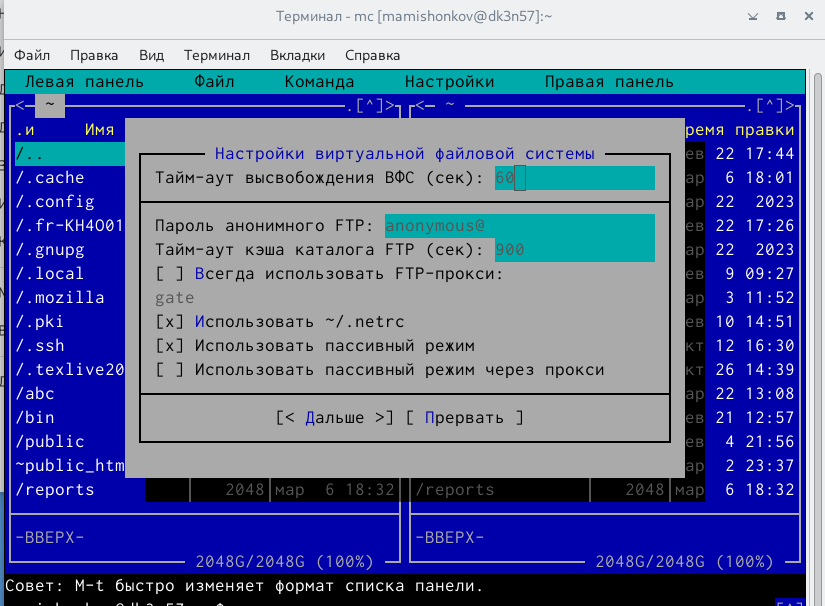 Терминал - mc [mamishonkov@dk3n57]:~
Файл Правка Вид Терминал Вкладки Справка
Левая панель Файл Команда Настройки Правая панель
<- ~ .[^]> <- ~ .[^]>
.и Имя ремя правки
/.. ев 22 17:44
Настройки виртуальной файловой системы
/.cache Тайм-аут высвобождения ВФС (сек): 60 ар 6 18:01
/.config ар 22 2023
/.fr-KH4O01 Пароль анонимного FTP: anonymous@ ев 22 17:26
/.gnupg Тайм-аут кэша каталога FTP (сек): 900 ар 22 2023
/.local [ ] Всегда использовать FTP-прокси: ев 9 09:27
/.mozilla gate ар 3 11:52
/.pki [x] Использовать ~/.netrc ев 10 14:51
/.ssh [x] Использовать пассивный режим кт 12 16:30
/.texlive20 [ ] Использовать пассивный режим через прокси кт 26 14:39
/abc ар 22 13:08
/bin [< Дальше >] [ Прервать ] ев 21 12:57
/public ев 4 21:56
~public_htm ар 2 23:37
/reports 2048 мар 6 18:32 /reports 2048 мар 6 18:32
-ВВЕРХ- -ВВЕРХ-
2048G/2048G (100%) 2048G/2048G (100%)
Совет: M-t быстро изменяет формат списка панели.